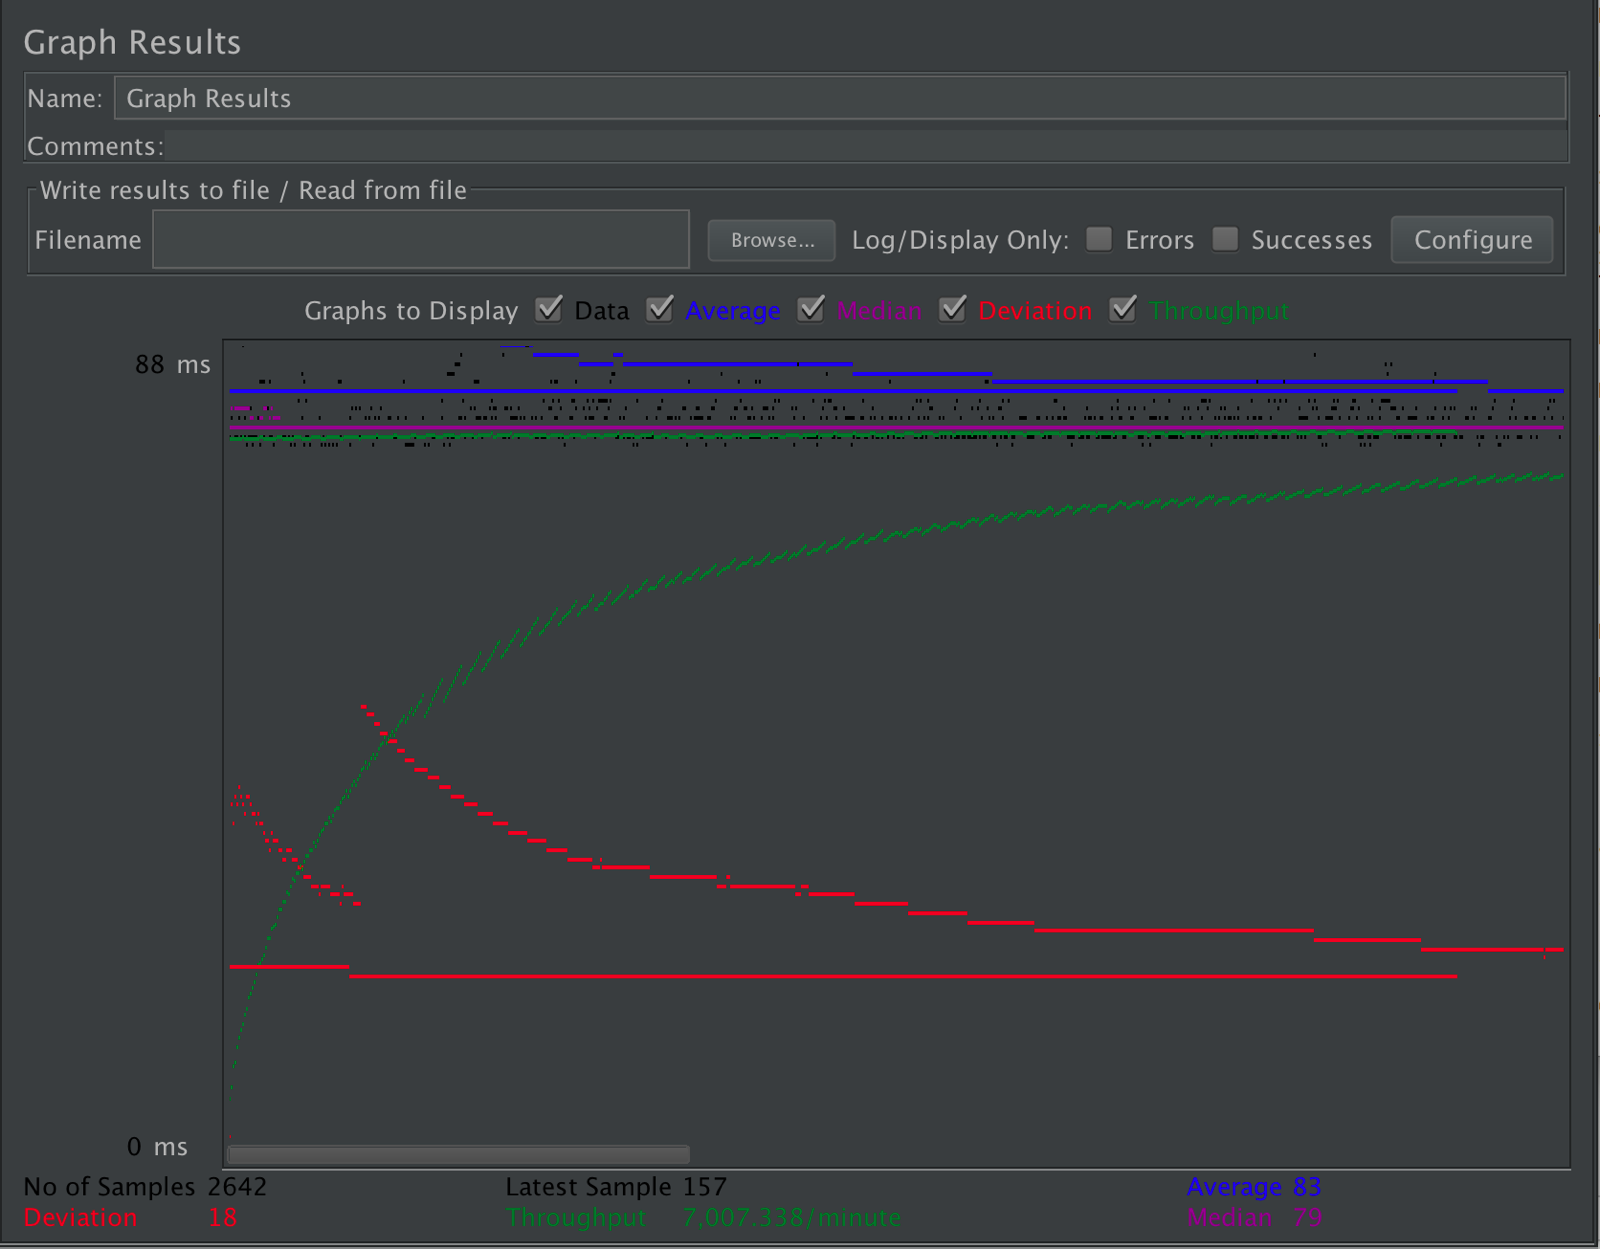 Graph Results
Name: Graph Results
Comments:
Write results to file / Read from file
Filename Browse... Log/Display Only: Errors Successes Configure
Graphs to Display Data Average Median Deviation Throughput
88 ms
0 ms
No of Samples 2642 Latest Sample 157 Average 83
Deviation 18 Throughput 7,007.338/minute Median 79